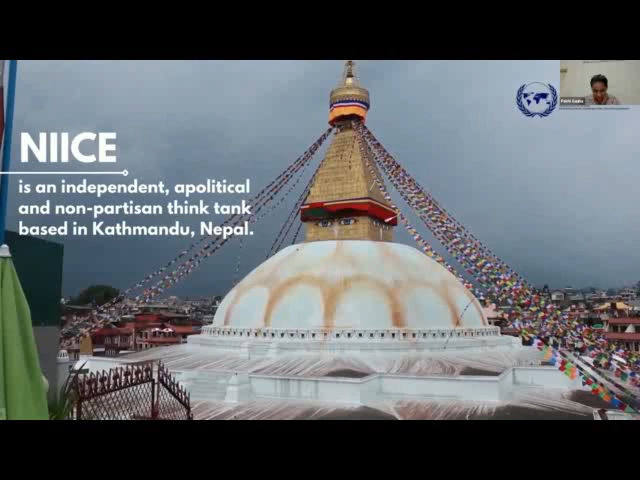 NIICE
is an independent, apolitical
and non-partisan think tank
based in Kathmandu, Nepal.